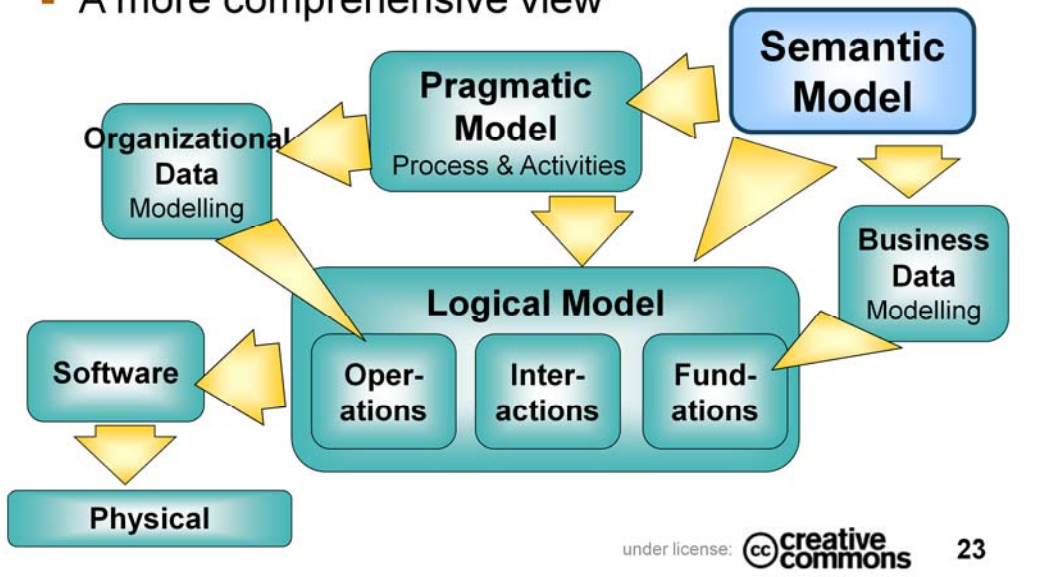 - A more comprehensive view
Semantic
Model
Pragmatic
Model
Process & Activities
Organizational
Data
Modelling
Business
Data
Modelling
Logical Model
Oper-
ations
Inter-
actions
Fund-
ations
Software
Physical
under license: cc creative
commons
23